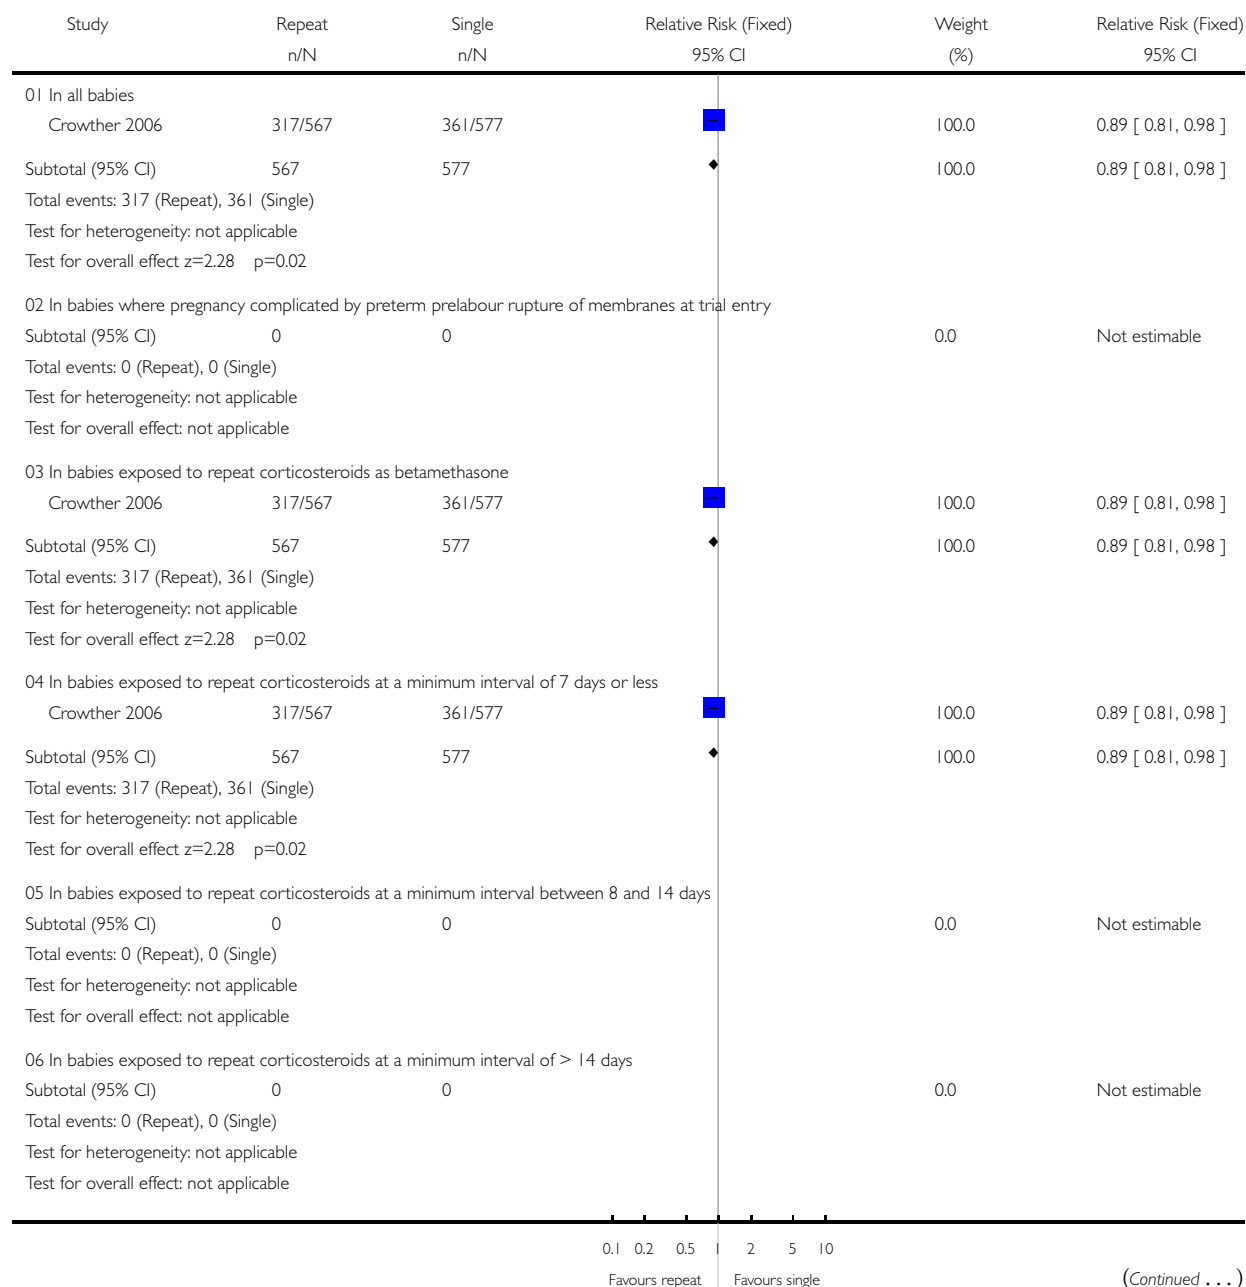 Study Repeat Single Relative Risk (Fixed) Weight Relative Risk (Fixed)
n/N n/N 95% CI (%) 95% CI
01 In all babies
Crowther 2006 317/567 361/577 100.0 0.89 [ 0.81, 0.98 ]
Subtotal (95% CI) 567 577 100.0 0.89 [ 0.81, 0.98 ]
Total events: 317 (Repeat), 361 (Single)
Test for heterogeneity: not applicable
Test for overall effect z=2.28 p=0.02
02 In babies where pregnancy complicated by preterm prelabour rupture of membranes at trial entry
Subtotal (95% CI) 0 0 0.0 Not estimable
Total events: 0 (Repeat), 0 (Single)
Test for heterogeneity: not applicable
Test for overall effect: not applicable
03 In babies exposed to repeat corticosteroids as betamethasone
Crowther 2006 317/567 361/577 100.0 0.89 [ 0.81, 0.98 ]
Subtotal (95% CI) 567 577 100.0 0.89 [ 0.81, 0.98 ]
Total events: 317 (Repeat), 361 (Single)
Test for heterogeneity: not applicable
Test for overall effect z=2.28 p=0.02
04 In babies exposed to repeat corticosteroids at a minimum interval of 7 days or less
Crowther 2006 317/567 361/577 100.0 0.89 [ 0.81, 0.98 ]
Subtotal (95% CI) 567 577 100.0 0.89 [ 0.81, 0.98 ]
Total events: 317 (Repeat), 361 (Single)
Test for heterogeneity: not applicable
Test for overall effect z=2.28 p=0.02
05 In babies exposed to repeat corticosteroids at a minimum interval between 8 and 14 days
Subtotal (95% CI) 0 0 0.0 Not estimable
Total events: 0 (Repeat), 0 (Single)
Test for heterogeneity: not applicable
Test for overall effect: not applicable
06 In babies exposed to repeat corticosteroids at a minimum interval of > 14 days
Subtotal (95% CI) 0 0 0.0 Not estimable
Total events: 0 (Repeat), 0 (Single)
Test for heterogeneity: not applicable
Test for overall effect: not applicable
0.1 0.2 0.5 1 2 5 10
Favours repeat Favours single (Continued . . . )